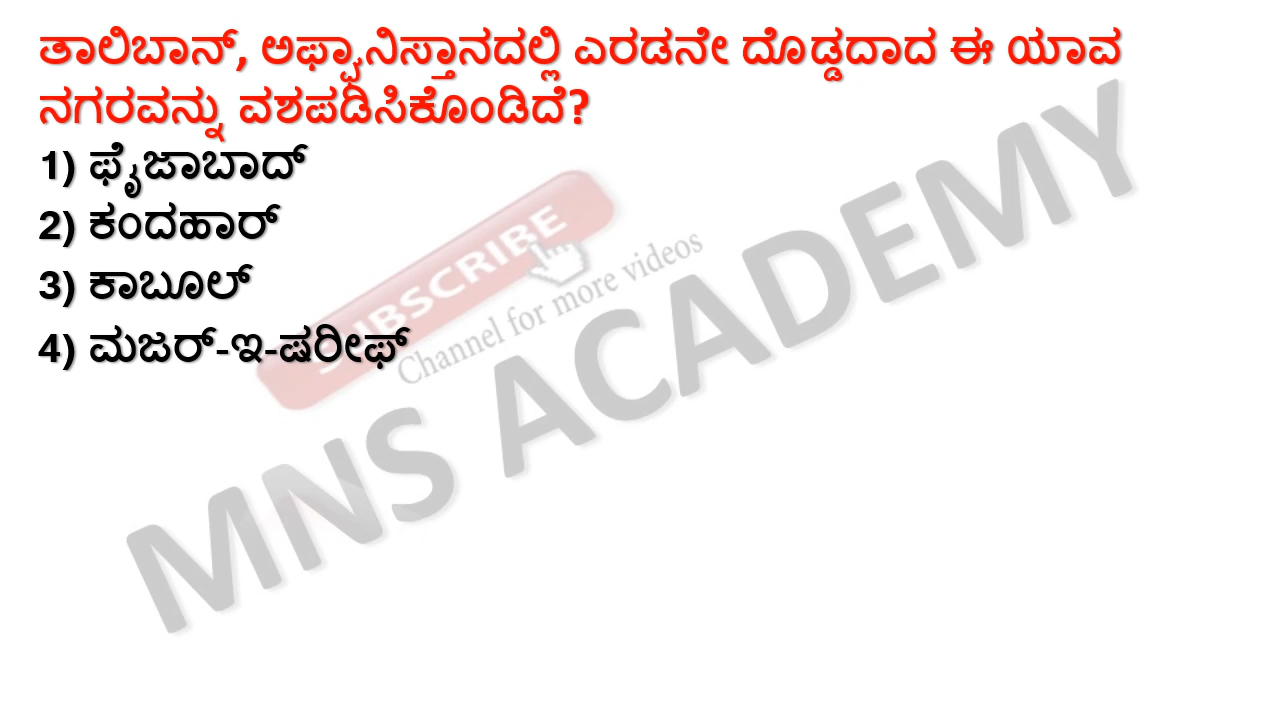 ತಾಲಿಬಾನ್, ಅಫ್ಘಾನಿಸ್ತಾನದಲ್ಲಿ ಎರಡನೇ ದೊಡ್ಡದಾದ ಈ ಯಾವ
ನಗರವನ್ನು ವಶಪಡಿಸಿಕೊಂಡಿದೆ?
1) ಫೈಜಾಬಾದ್
2) ಕಂದಹಾರ್
3) ಕಾಬೂಲ್
4) ಮಜರ್-ಇ-ಷರೀಫ್
SUBSCRIBE
Channel for more videos
MNS ACADEMY